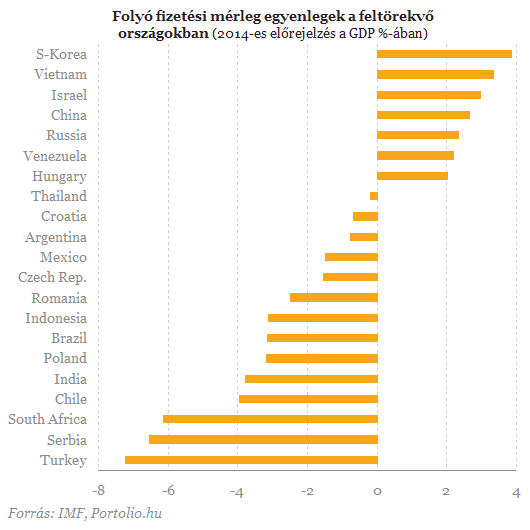 Folyó fizetési mérleg egyenlegek a feltörekvő
országokban (2014-es előrejelzés a GDP %-ában)
S-Korea
Vietnam
Israel
China
Russia
Venezuela
Hungary
Thailand
Croatia
Argentina
Mexico
Czech Rep.
Romania
Indonesia
Brazil
Poland
India
Chile
South Africa
Serbia
Turkey
-8 -6 -4 -2 0 2 4
Forrás: IMF, Portolio.hu